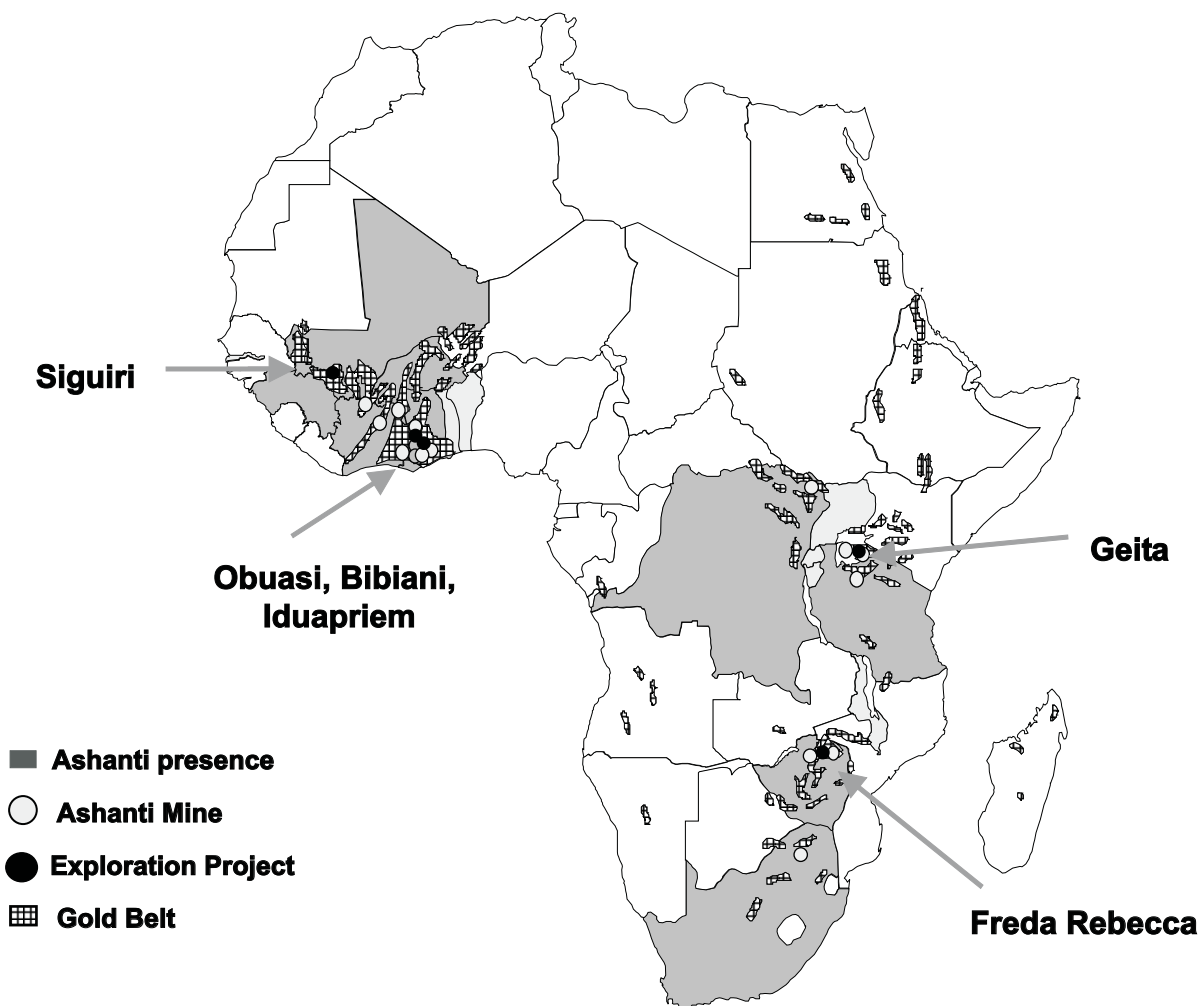 Siguiri
Obuasi, Bibiani,
Iduapriem
Geita
Ashanti presence
Ashanti Mine
Exploration Project
Gold Belt
Freda Rebecca